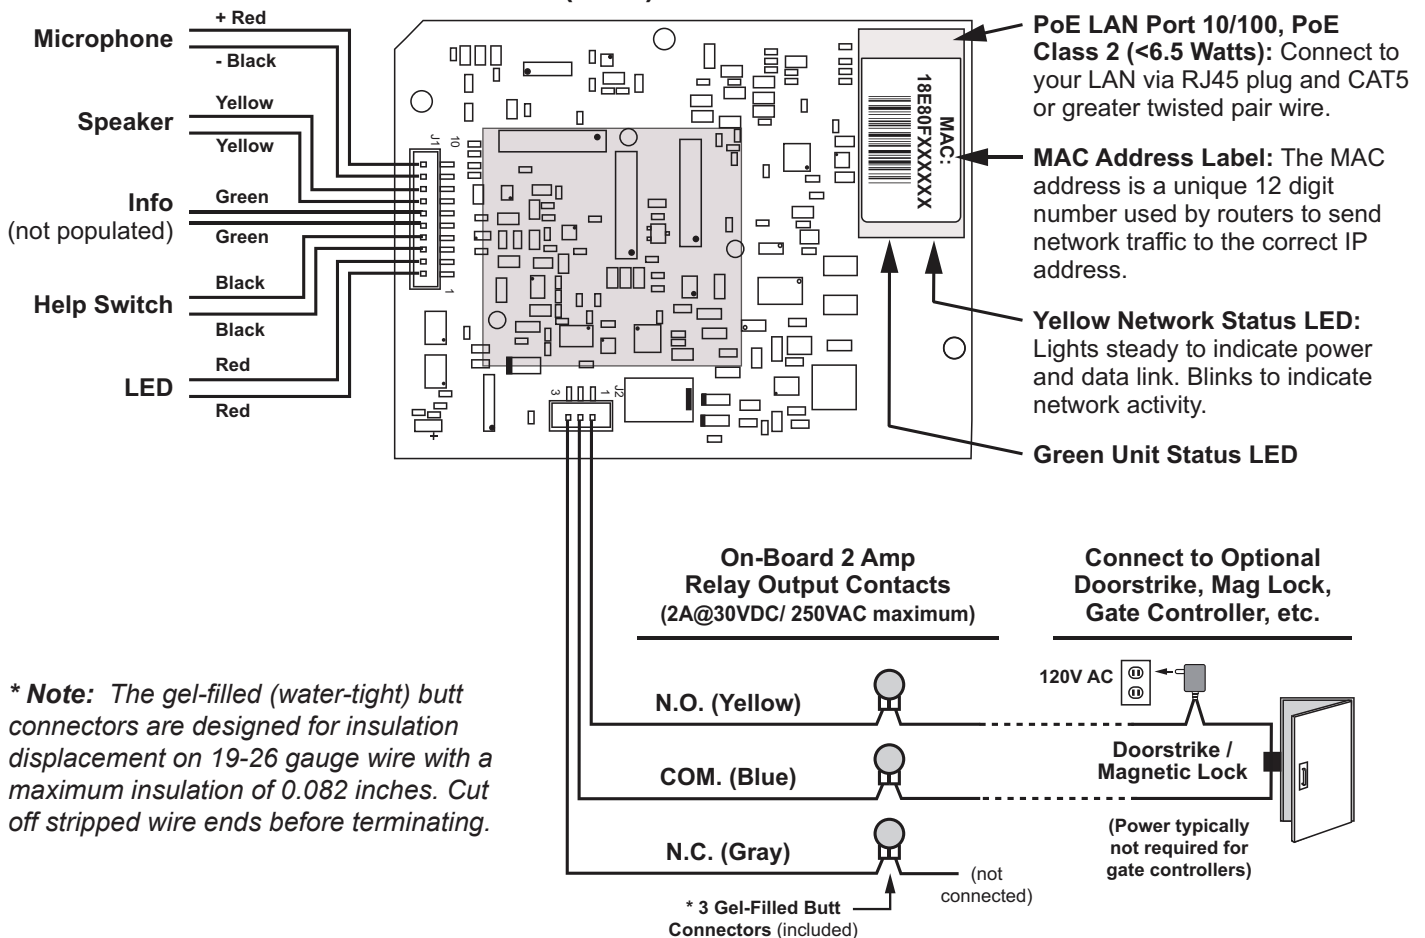 + Red
Microphone
- Black
Yellow
Speaker
Yellow
Info
(not populated)
Green
Green
Black
Help Switch
Black
Red
LED
Red
J1
10
1
3
1
J2
+
MAC:
18E80FXXXXXX
PoE LAN Port 10/100, PoE
Class 2 (<6.5 Watts): Connect to
your LAN via RJ45 plug and CAT5
or greater twisted pair wire.
MAC Address Label: The MAC
address is a unique 12 digit
number used by routers to send
network traffic to the correct IP
address.
Yellow Network Status LED:
Lights steady to indicate power
and data link. Blinks to indicate
network activity.
Green Unit Status LED
On-Board 2 Amp
Relay Output Contacts
(2A@30VDC/ 250VAC maximum)
Connect to Optional
Doorstrike, Mag Lock,
Gate Controller, etc.
* Note: The gel-filled (water-tight) butt
connectors are designed for insulation
displacement on 19-26 gauge wire with a
maximum insulation of 0.082 inches. Cut
off stripped wire ends before terminating.
120V AC
N.O. (Yellow)
COM. (Blue)
N.C. (Gray)
Doorstrike /
Magnetic Lock
(Power typically
not required for
gate controllers)
(not
connected)
* 3 Gel-Filled Butt
Connectors (included)